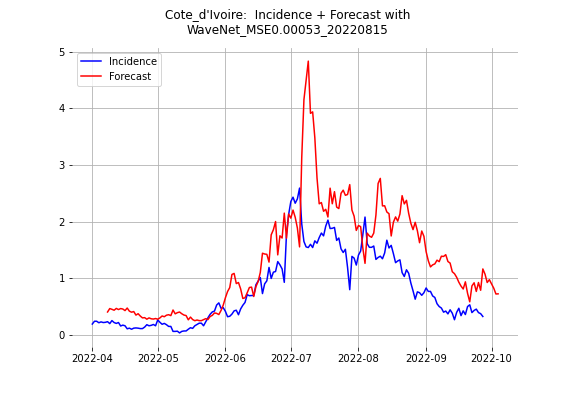 Cote_d'Ivoire:  Incidence + Forecast with
WaveNet_MSE0.00053_20220815
Incidence
Forecast
5
4
3
2
1
0
2022-04 2022-05 2022-06 2022-07 2022-08 2022-09 2022-10